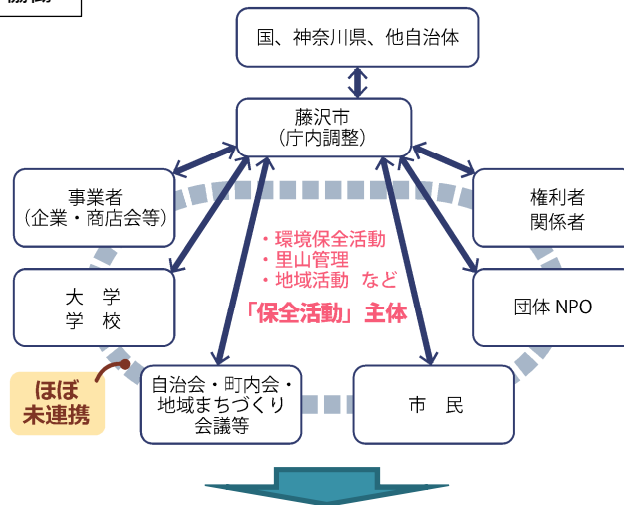 国、神奈川県、他自治体
藤沢市
（庁内調整）
事業者
（企業・商店会等）
権利者
関係者
・環境保全活動
・里山管理
・地域活動 など
「保全活動」主体
大　学
学　校
団体 NPO
ほぼ
未連携
自治会・町内会・
地域まちづくり
会議等
市　民